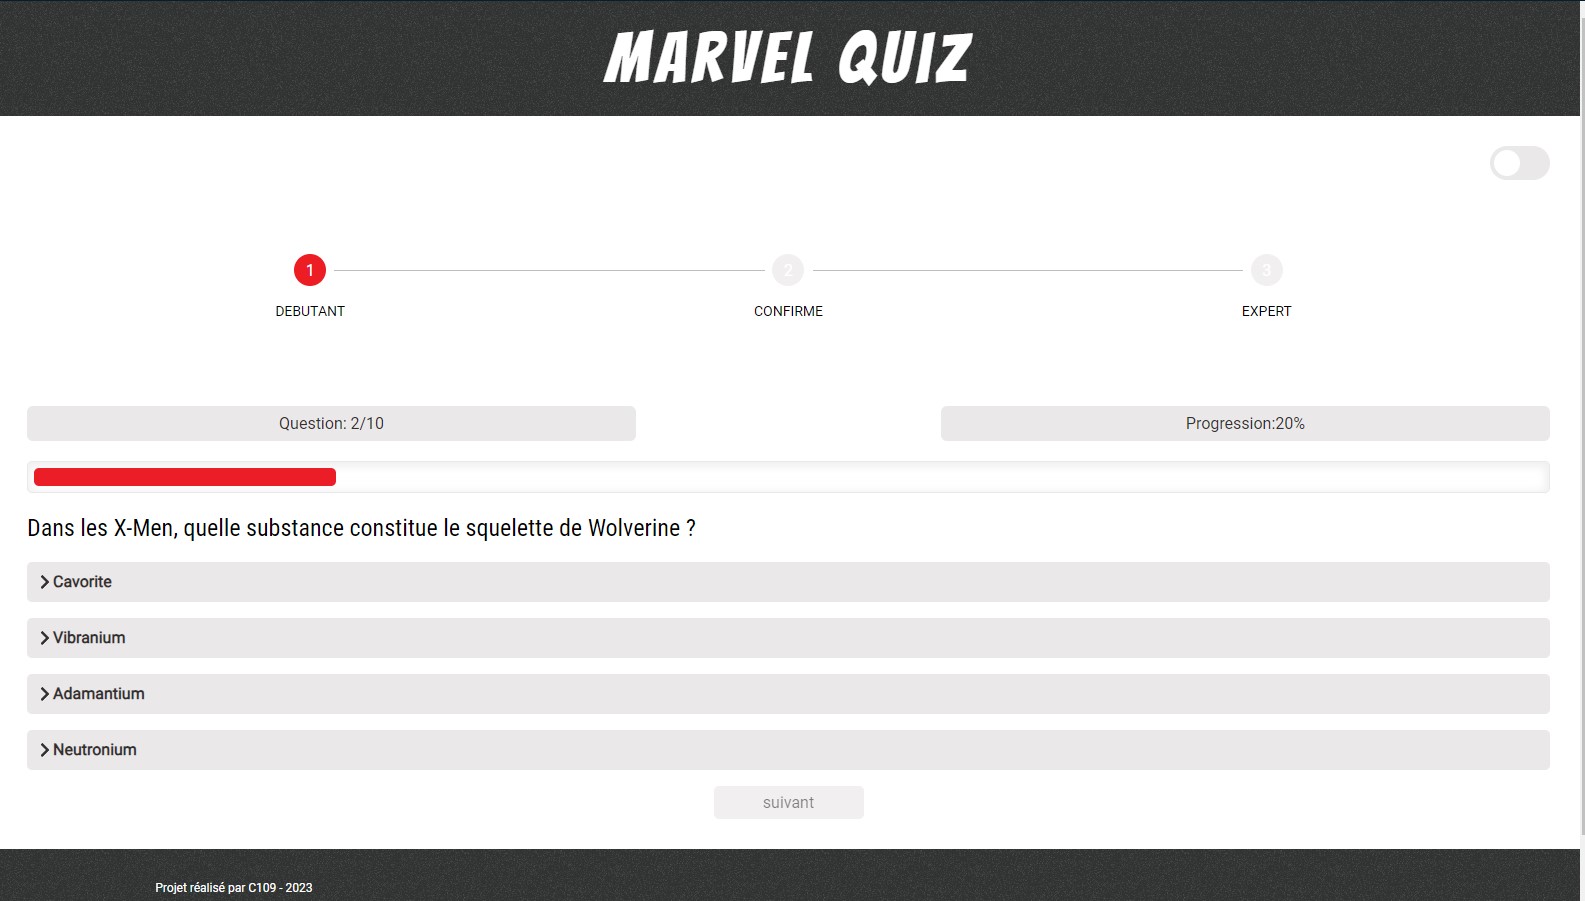 MARVEL QUIZ
1
2
3
DEBUTANT
CONFIRME
EXPERT
Question: 2/10
Progression:20%
Dans les X-Men, quelle substance constitue le squelette de Wolverine ?
Cavorite
Vibranium
Adamantium
Neutronium
suivant
Projet réalisé par C109 - 2023